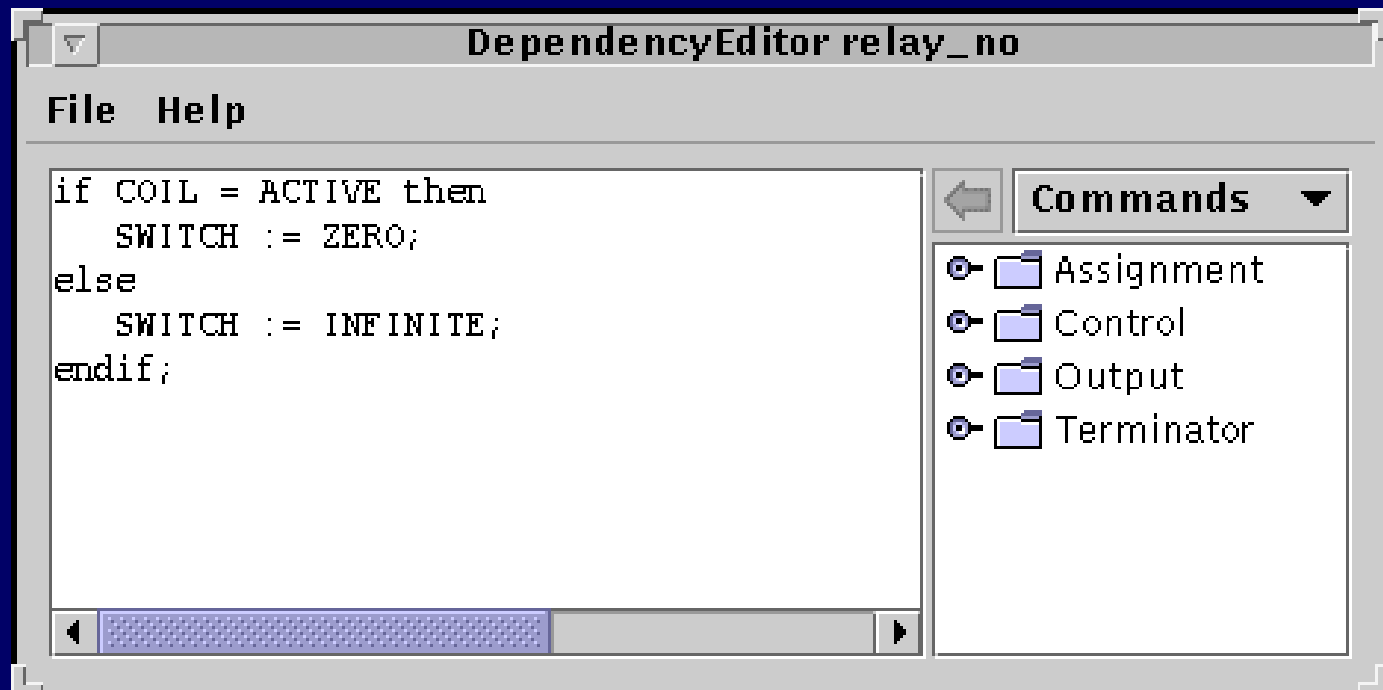 DependencyEditor relay_no
File Help
if COIL = ACTIVE then
   SWITCH := ZERO;
else
   SWITCH := INFINITE;
endif;
Commands
Assignment
Control
Output
Terminator